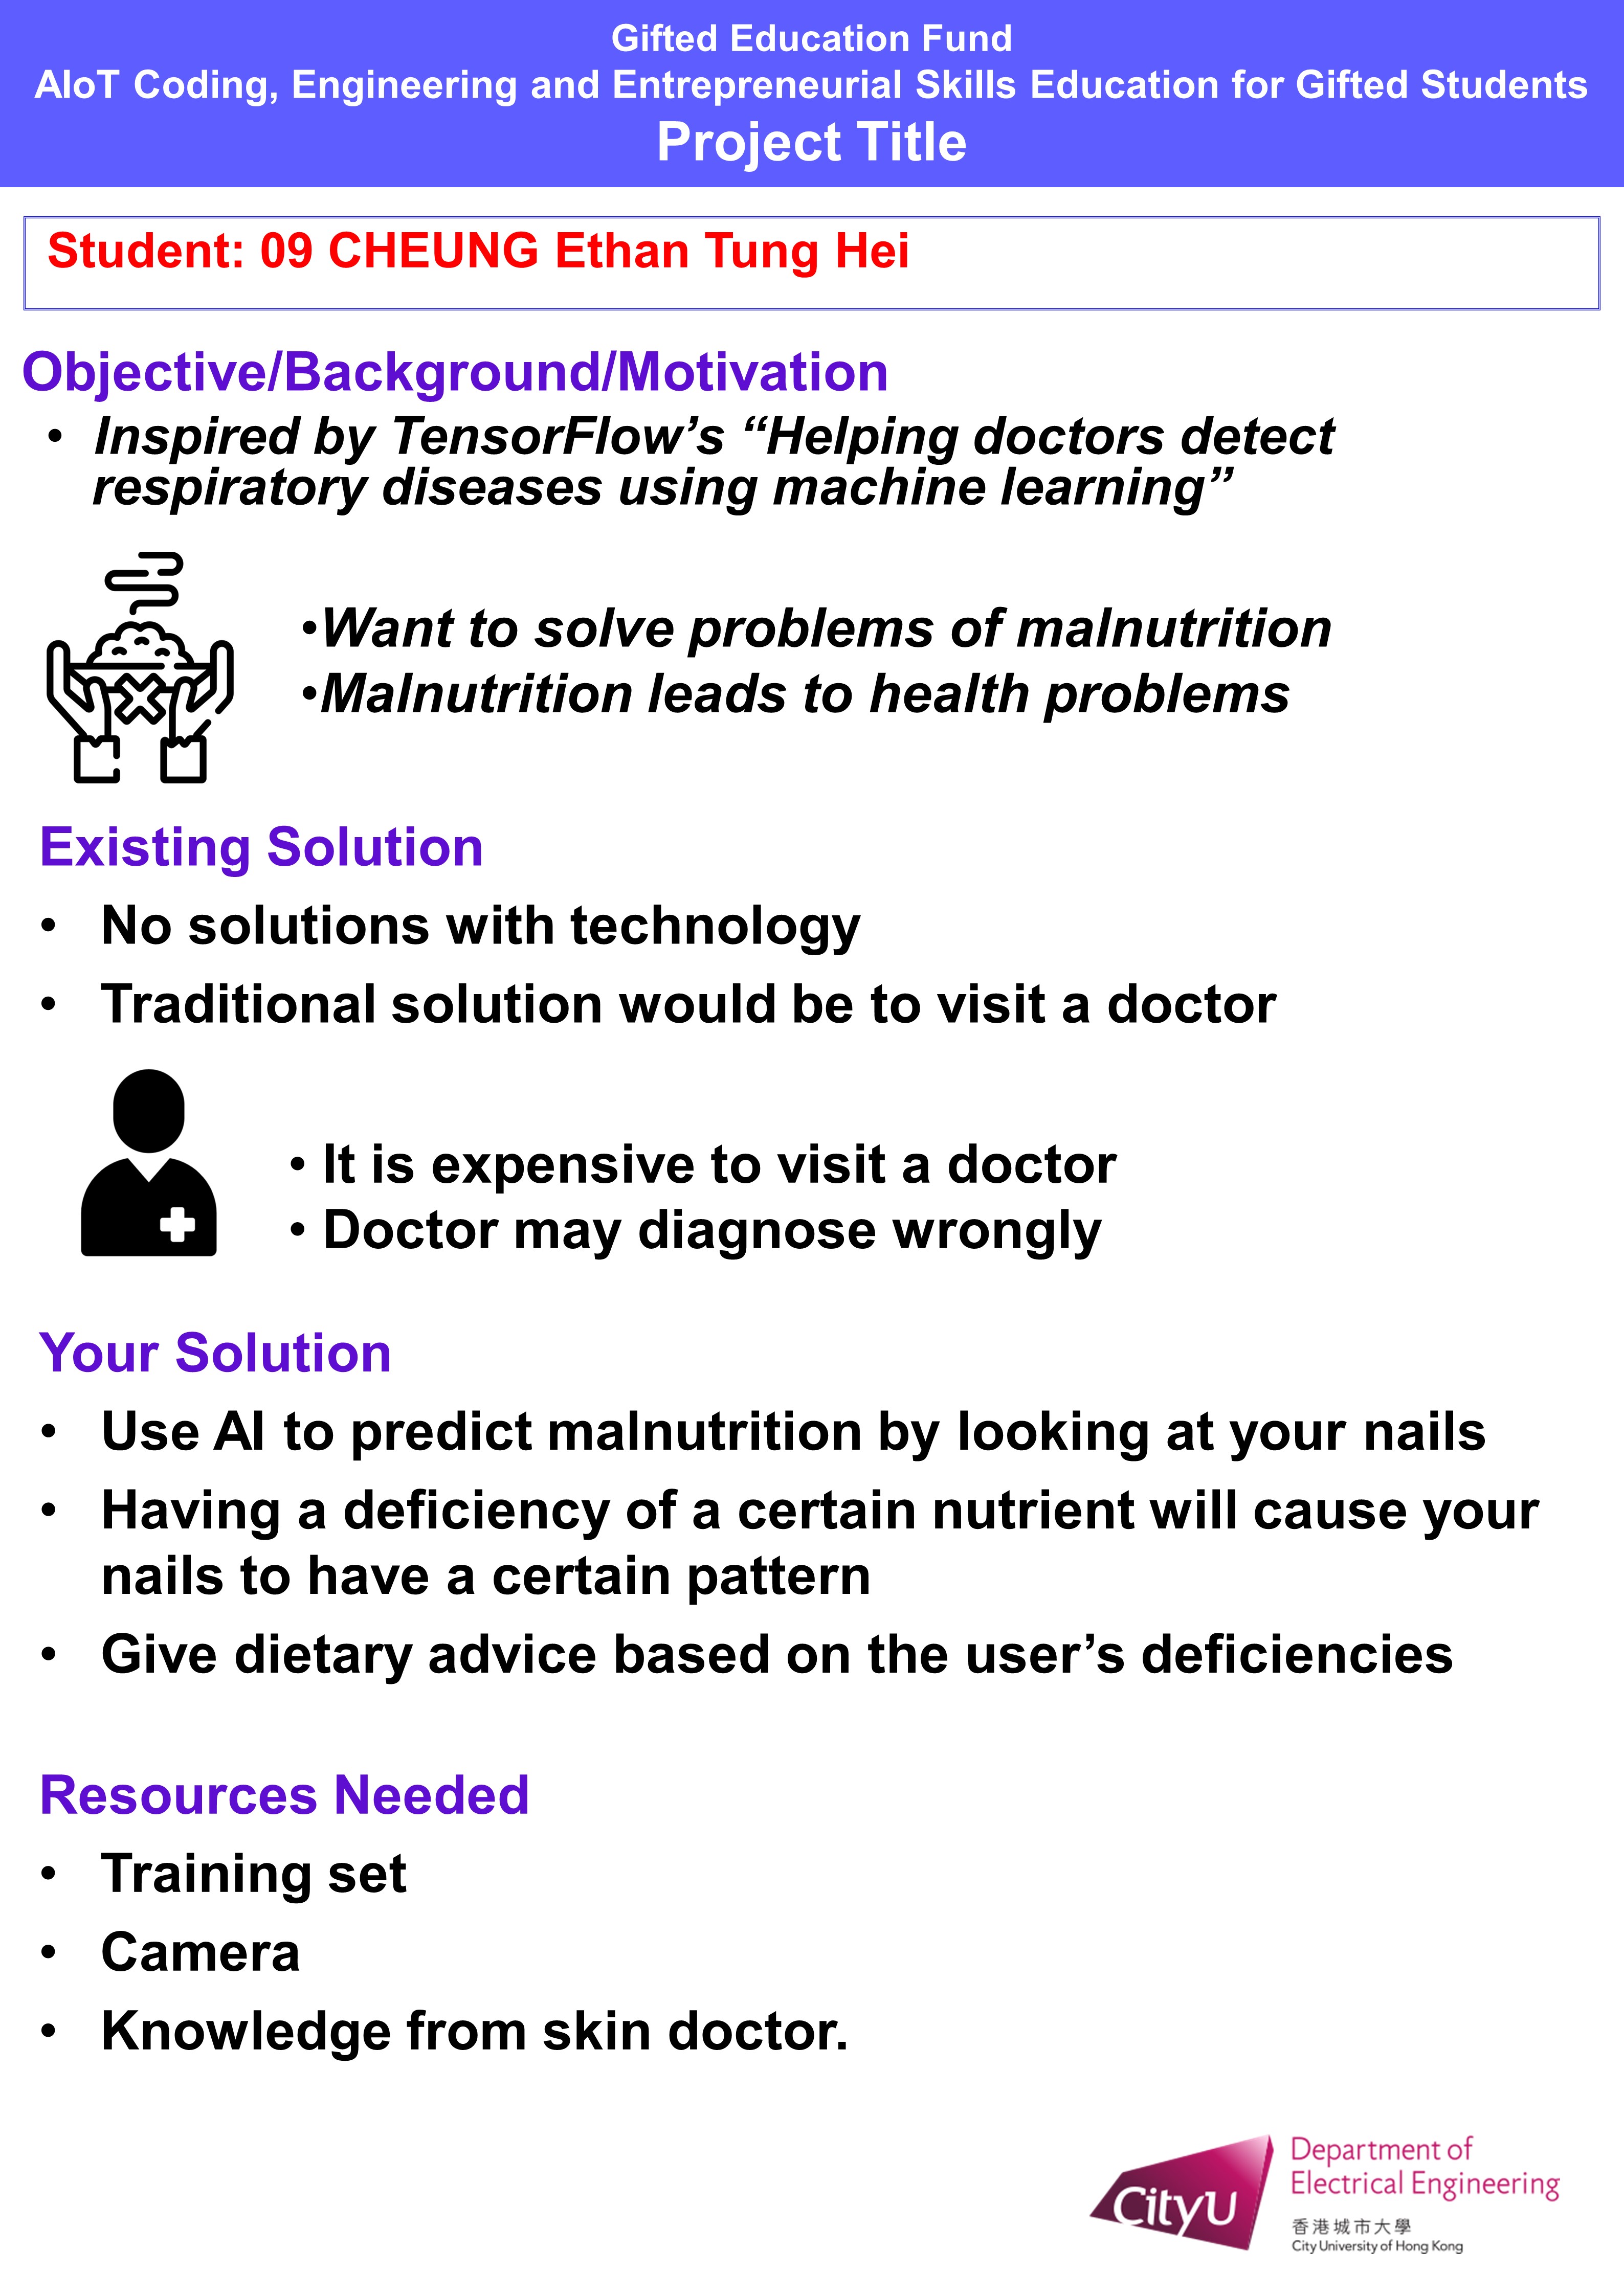 Gifted Education Fund
AIoT Coding, Engineering and Entrepreneurial Skills Education for Gifted Students
Project Title
Student: 09 CHEUNG Ethan Tung Hei
Objective/Background/Motivation
• Inspired by TensorFlow’s “Helping doctors detect
respiratory diseases using machine learning”
•Want to solve problems of malnutrition
•Malnutrition leads to health problems
Existing Solution
• No solutions with technology
• Traditional solution would be to visit a doctor
• It is expensive to visit a doctor
• Doctor may diagnose wrongly
Your Solution
• Use AI to predict malnutrition by looking at your nails
• Having a deficiency of a certain nutrient will cause your
nails to have a certain pattern
• Give dietary advice based on the user’s deficiencies
Resources Needed
• Training set
• Camera
• Knowledge from skin doctor.
CityU
Department of
Electrical Engineering
香港城市大學
City University of Hong Kong